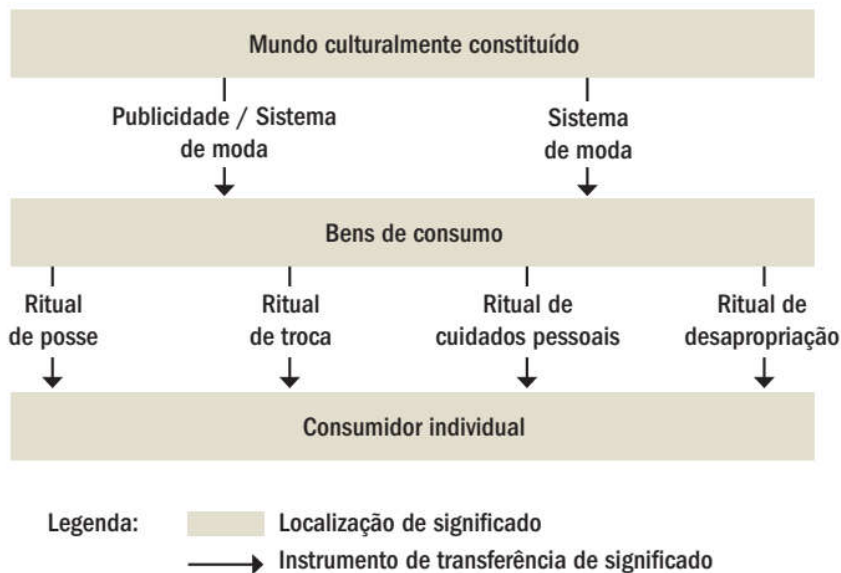 Mundo culturalmente constituído
Publicidade / Sistema
de moda
Sistema
de moda
Bens de consumo
Ritual
de posse
Ritual
de troca
Ritual de
cuidados pessoais
Ritual de
desapropriação
Consumidor individual
Legenda:
Localização de significado
Instrumento de transferência de significado